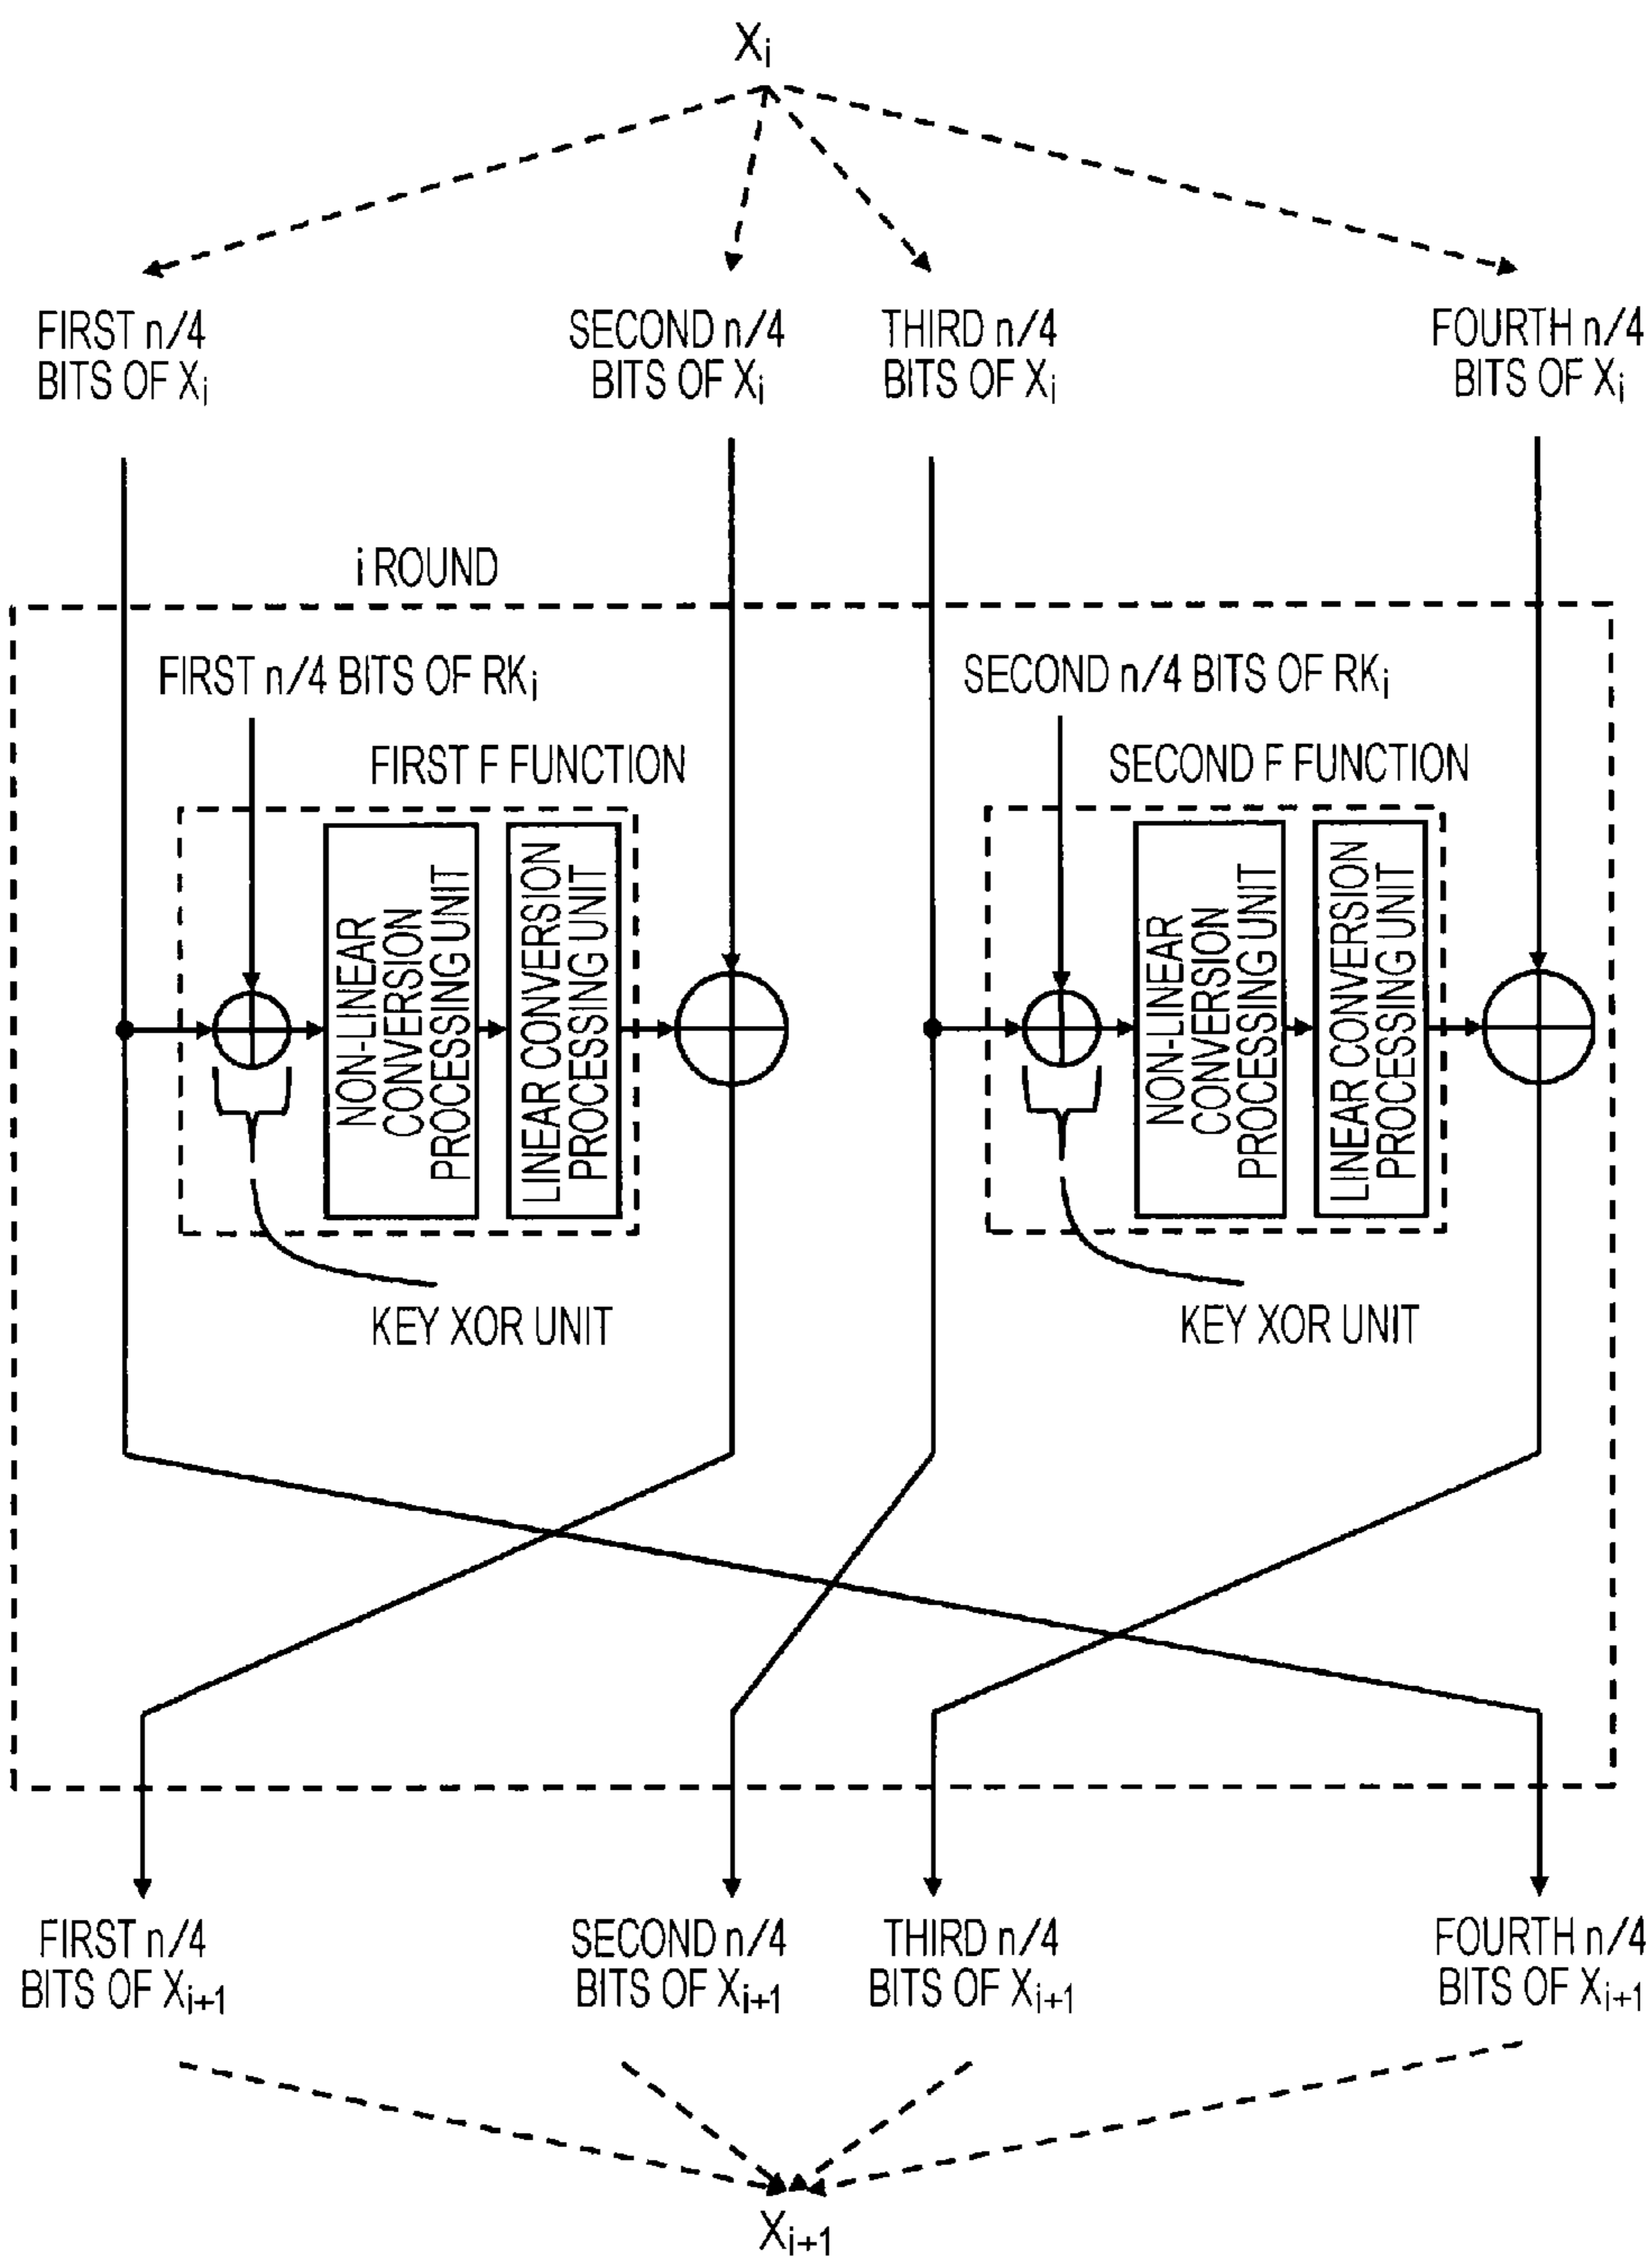 Xi
FIRST n/4
BITS OF Xi
SECOND n/4
BITS OF Xi
THIRD n/4
BITS OF Xi
FOURTH n/4
BITS OF Xi
i ROUND
FIRST n/4 BITS OF RKi
SECOND n/4 BITS OF RKi
FIRST F FUNCTION
SECOND F FUNCTION
NON-LINEAR
CONVERSION
PROCESSING UNIT
LINEAR CONVERSION
PROCESSING UNIT
NON-LINEAR
CONVERSION
PROCESSING UNIT
LINEAR CONVERSION
PROCESSING UNIT
KEY XOR UNIT
KEY XOR UNIT
FIRST n/4
BITS OF Xi+1
SECOND n/4
BITS OF Xi+1
THIRD n/4
BITS OF Xi+1
FOURTH n/4
BITS OF Xi+1
Xi+1